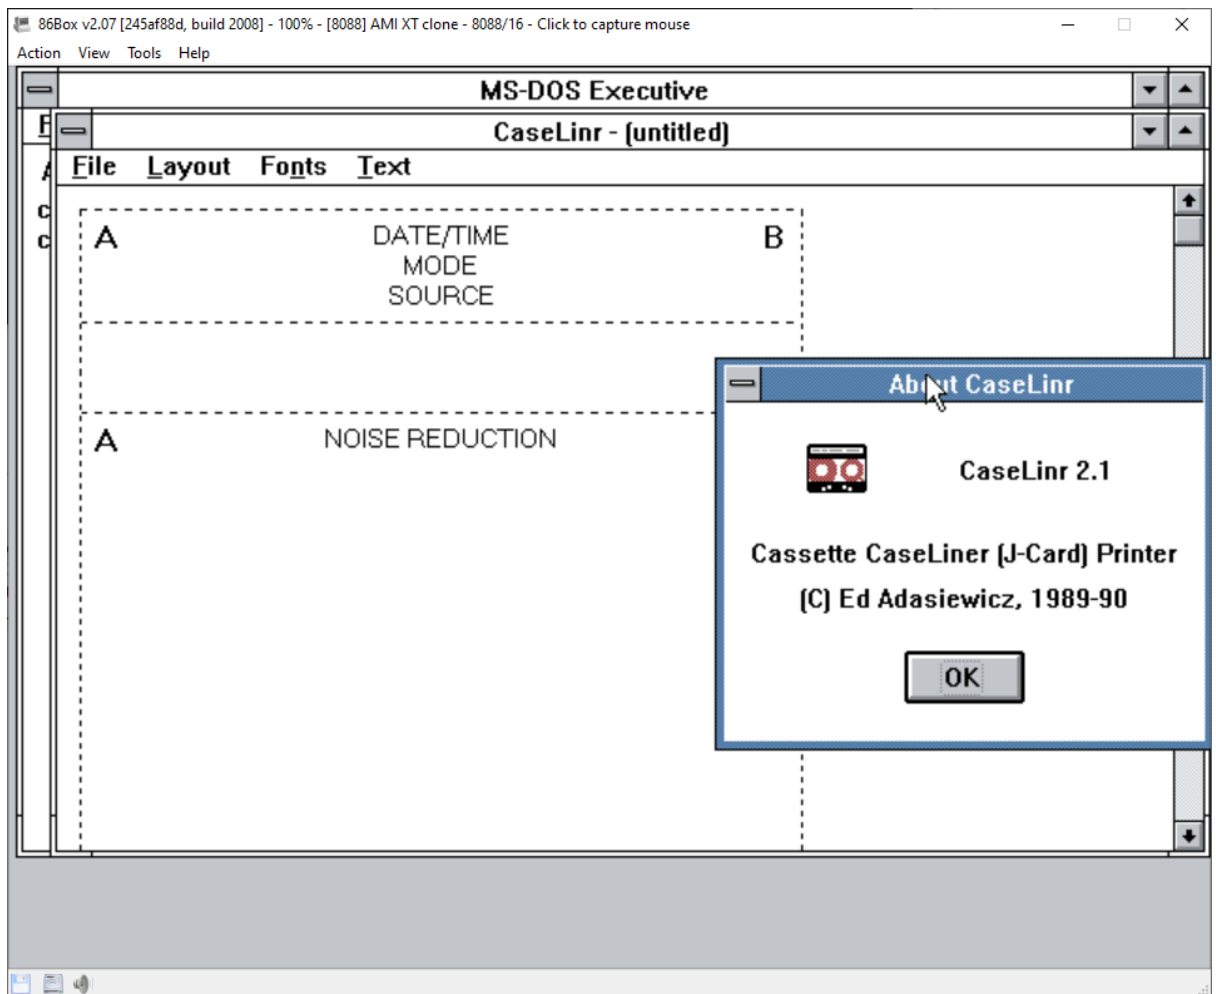 86Box v2.07 [245af88d, build 2008] - 100% - [8088] AMI XT clone - 8088/16 - Click to capture mouse
Action View Tools Help
MS-DOS Executive
CaseLinr - (untitled)
File Layout Fonts Text
A DATE/TIME B
MODE
SOURCE
About CaseLinr
A NOISE REDUCTION
CaseLinr 2.1
Cassette CaseLiner (J-Card) Printer
(C) Ed Adasiewicz, 1989-90
OK